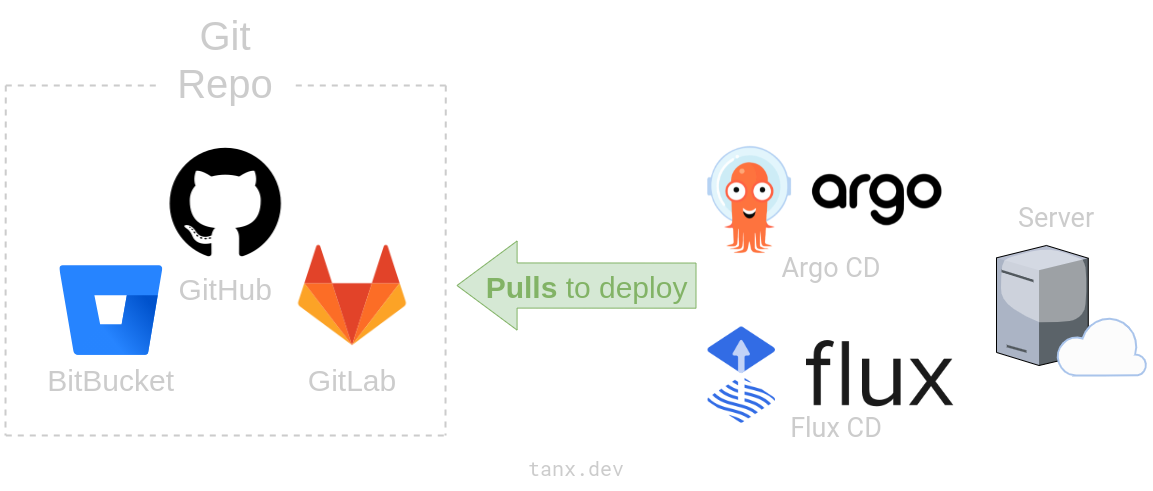 Git
Repo
GitHub
BitBucket
GitLab
Pulls to deploy
argo
Argo CD
flux
Flux CD
Server
tanx.dev